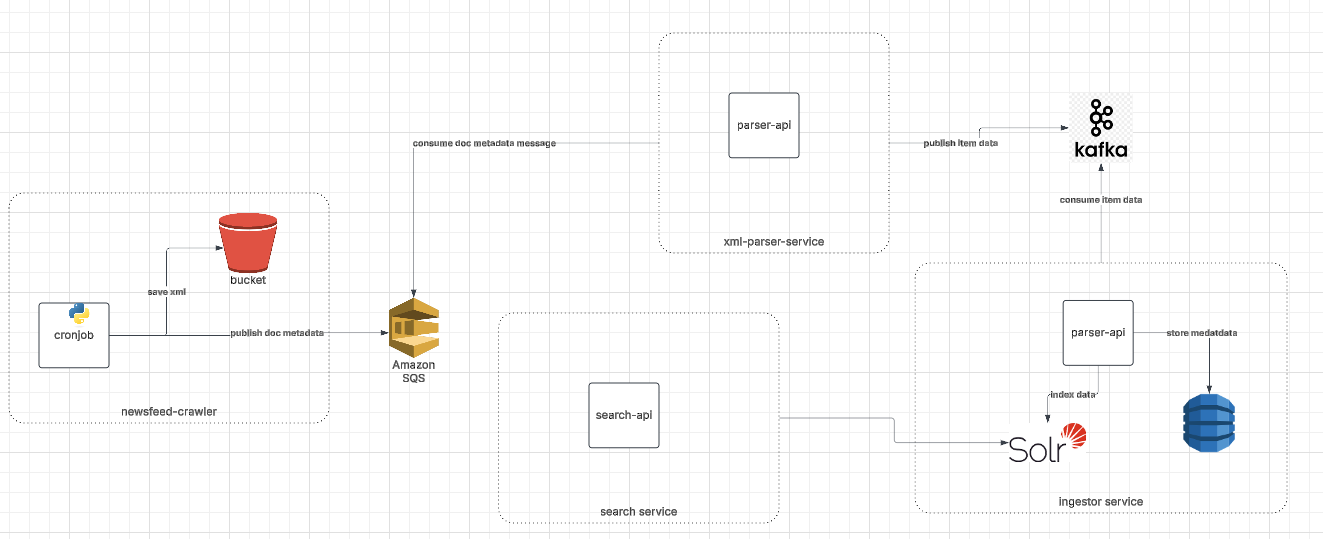 parser-api
kafka
consume doc metadata message
publish item data
consume item data
xml-parser-service
bucket
save xml
cronjob
publish doc metadata
Amazon
SQS
newsfeed-crawler
parser-api
store medatdata
index data
search-api
Solr
search service
ingestor service